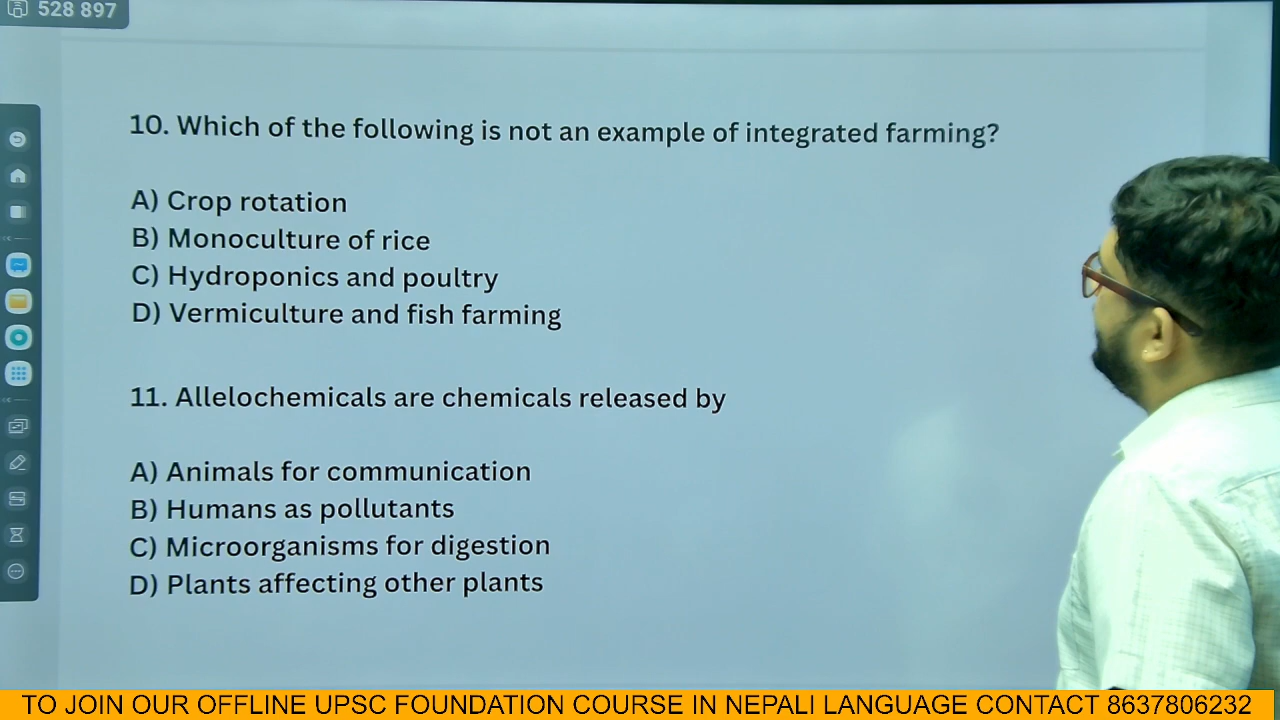 528 897
10. Which of the following is not an example of integrated farming?
A) Crop rotation
B) Monoculture of rice
C) Hydroponics and poultry
D) Vermiculture and fish farming
11. Allelochemicals are chemicals released by
A) Animals for communication
B) Humans as pollutants
C) Microorganisms for digestion
D) Plants affecting other plants
TO JOIN OUR OFFLINE UPSC FOUNDATION COURSE IN NEPALI LANGUAGE CONTACT 8637806232